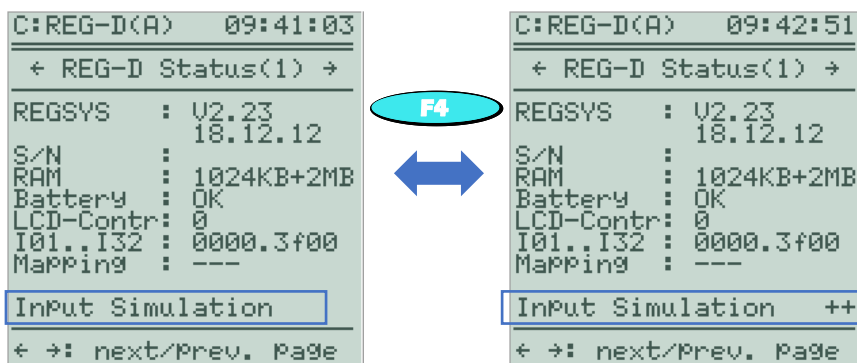 C:REG-D(A) 09:41:03
← REG-D Status(1) →
REGSYS : V2.23
18.12.12
S/N :
RAM : 1024KB+2MB
Battery : OK
LCD-Contr: 0
I01..I32 : 0000.3f00
Mapping : ---
Input Simulation
← →: next/prev. page
F4
C:REG-D(A) 09:42:51
← REG-D Status(1) →
REGSYS : V2.23
18.12.12
S/N :
RAM : 1024KB+2MB
Battery : OK
LCD-Contr: 0
I01..I32 : 0000.3f00
Mapping : ---
Input Simulation ++
← →: next/prev. page